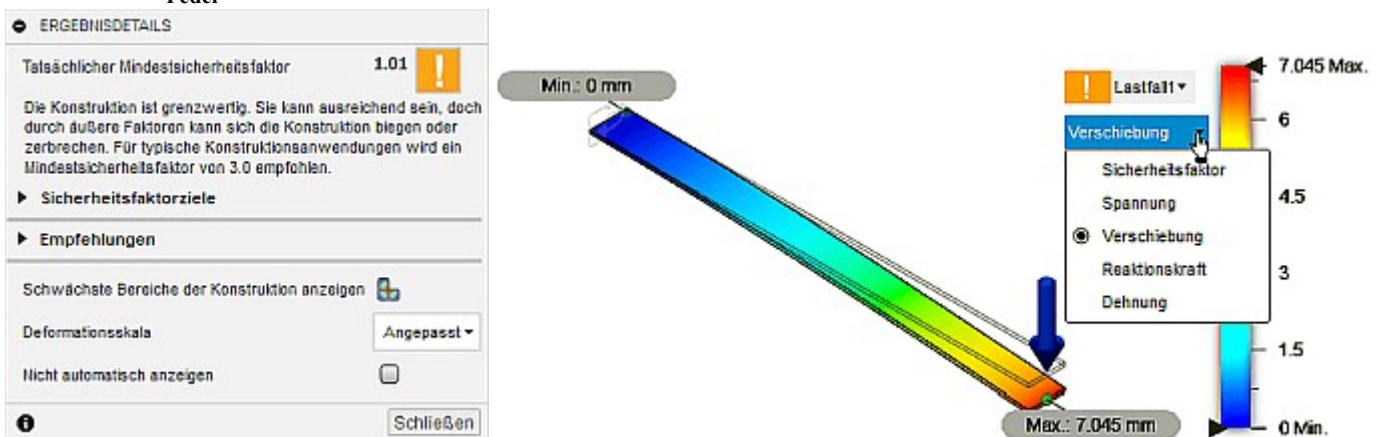 Feder
ERGEBNISDETAILS
Tatsächlicher Mindestsicherheitsfaktor 1.01
Die Konstruktion ist grenzwertig. Sie kann ausreichend sein, doch
durch äußere Faktoren kann sich die Konstruktion biegen oder
zerbrechen. Für typische Konstruktionsanwendungen wird ein
Mindestsicherheitsfaktor von 3.0 empfohlen.
Sicherheitsfaktorziele
Empfehlungen
Schwächste Bereiche der Konstruktion anzeigen
Deformationsskala Angepasst
Nicht automatisch anzeigen
Schließen
Min.: 0 mm
Max.: 7.045 mm
Lastfall1
Verschiebung
Sicherheitsfaktor
Spannung
Verschiebung
Reaktionskraft
Dehnung
7.045 Max.
6
4.5
3
1.5
0 Min.